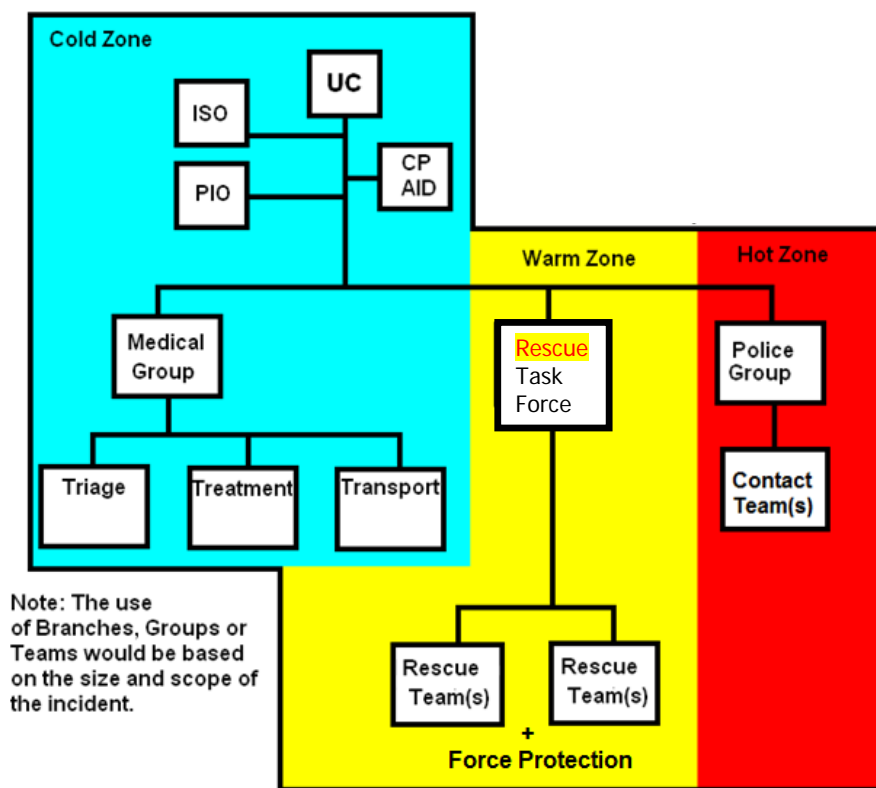 Cold Zone
UC
ISO
CP
AID
PIO
Warm Zone
Hot Zone
Medical
Group
Rescue
Task
Force
Police
Group
Triage
Treatment
Transport
Contact
Team(s)
Note: The use
of Branches, Groups or
Teams would be based
on the size and scope of
the incident.
Rescue
Team(s)
Rescue
Team(s)
+
Force Protection